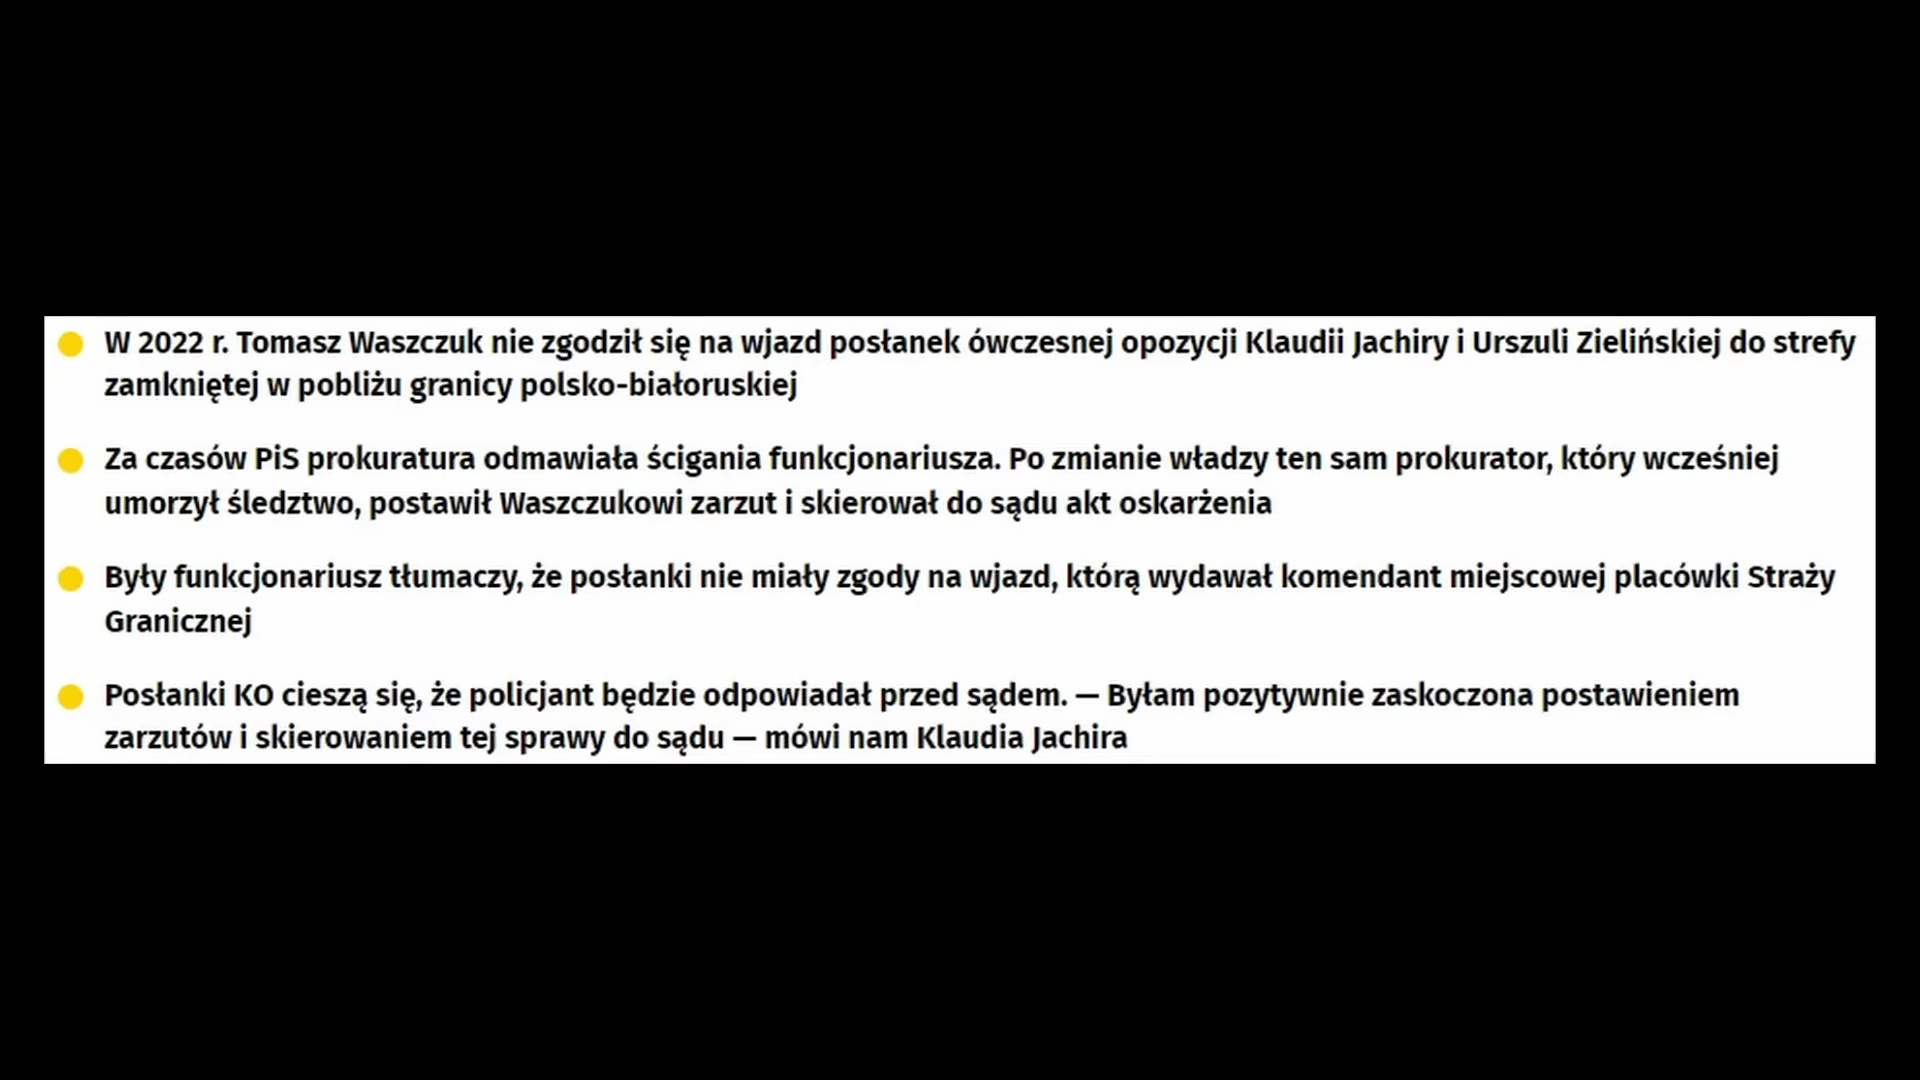 W 2022 r. Tomasz Waszczuk nie zgodził się na wjazd posłanek ówczesnej opozycji Klaudii Jachiry i Urszuli Zielińskiej do strefy
zamkniętej w pobliżu granicy polsko-białoruskiej
Za czasów PiS prokuratura odmawiała ścigania funkcjonariusza. Po zmianie władzy ten sam prokurator, który wcześniej
umorzył śledztwo, postawił Waszczukowi zarzut i skierował do sądu akt oskarżenia
Były funkcjonariusz tłumaczy, że posłanki nie miały zgody na wjazd, którą wydawał komendant miejscowej placówki Straży
Granicznej
Posłanki KO cieszą się, że policjant będzie odpowiadał przed sądem. — Byłam pozytywnie zaskoczona postawieniem
zarzutów i skierowaniem tej sprawy do sądu — mówi nam Klaudia Jachira